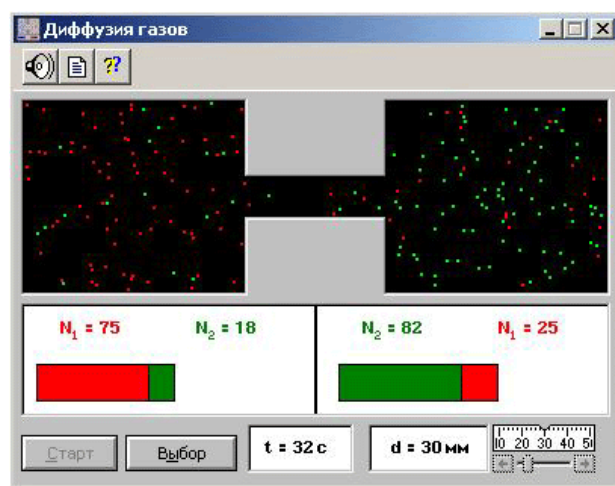 Диффузия газов
??
N1 = 75 N2 = 18 N2 = 82 N1 = 25
Старт Выбор t = 32 с d = 30 мм 10 20 30 40 50